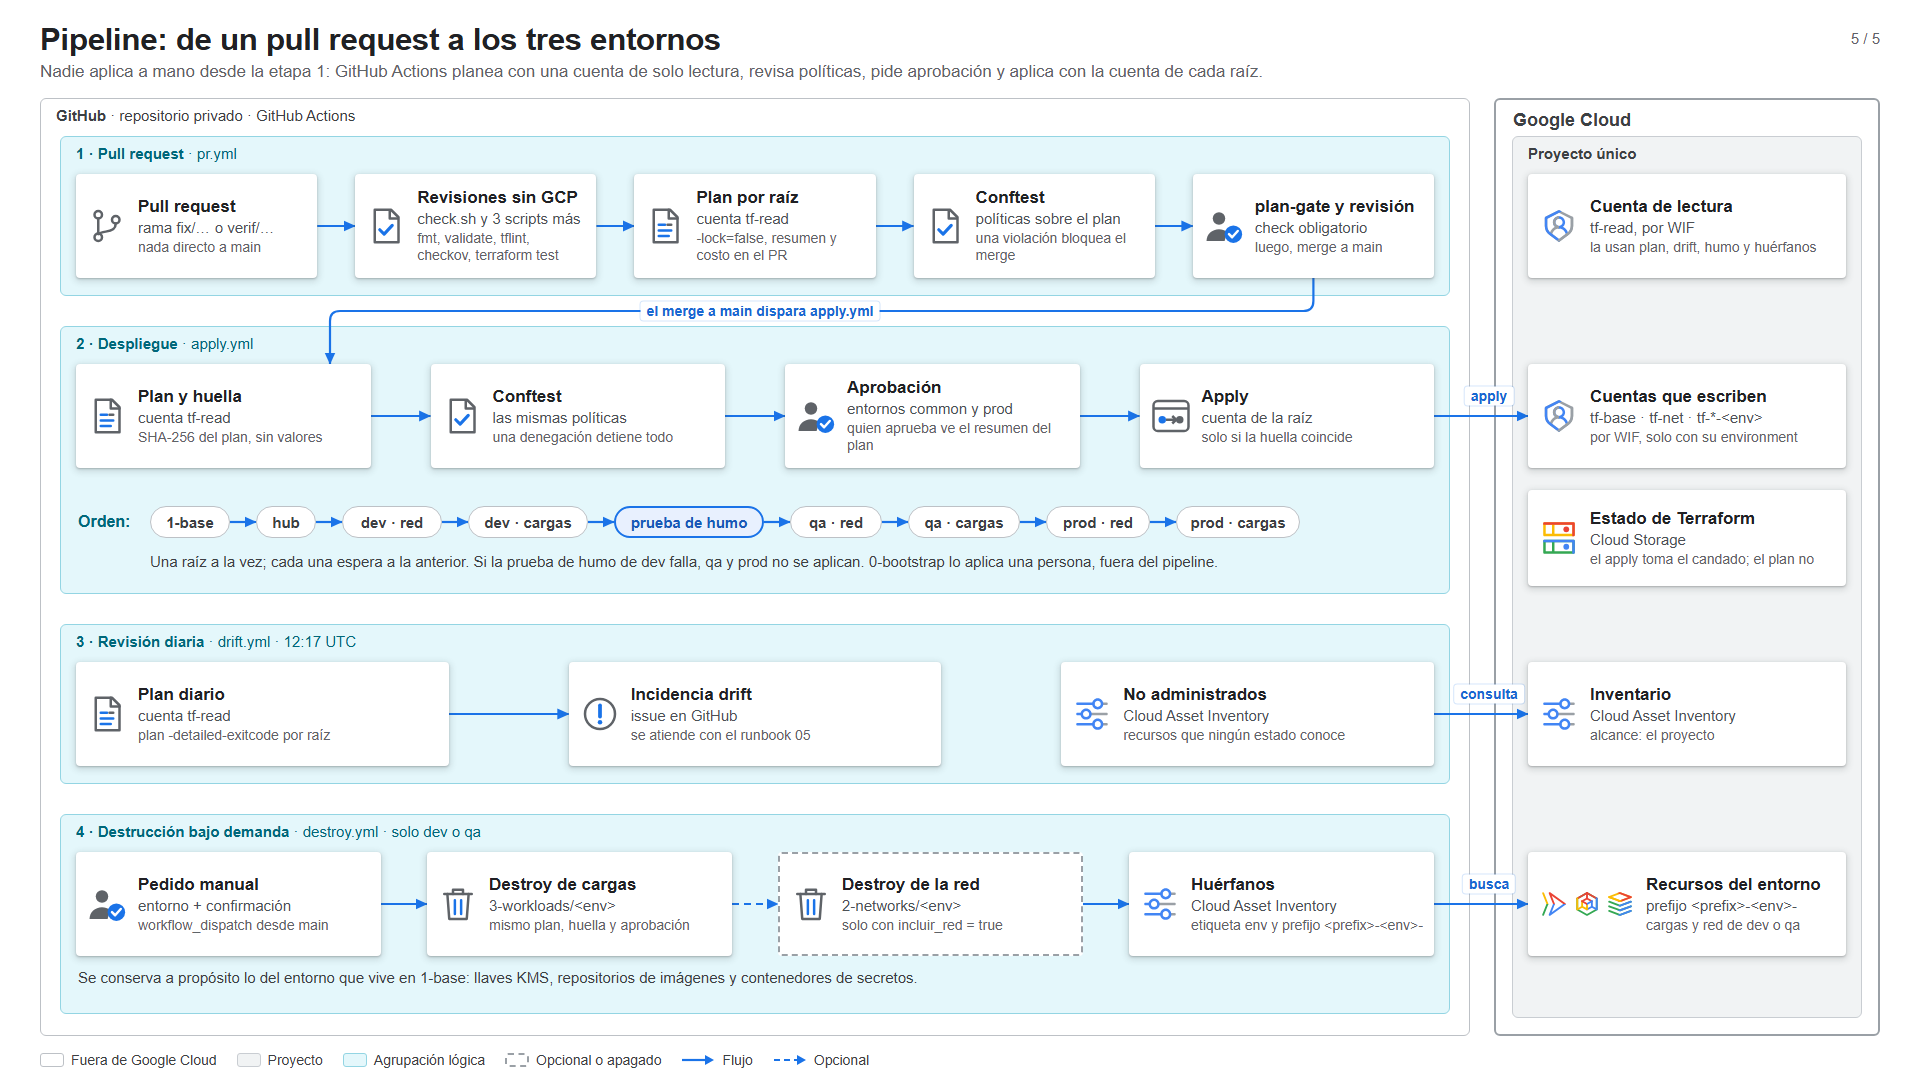 Pipeline: de un pull request a los tres entornos
5 / 5
Nadie aplica a mano desde la etapa 1: GitHub Actions planea con una cuenta de solo lectura, revisa políticas, pide aprobación y aplica con la cuenta de cada raíz.
GitHub · repositorio privado · GitHub Actions
1 · Pull request · pr.yml
Pull request
rama fix/… o verif/…
nada directo a main
Revisiones sin GCP
check.sh y 3 scripts más
fmt, validate, tflint,
checkov, terraform test
Plan por raíz
cuenta tf-read
-lock=false, resumen y
costo en el PR
Conftest
políticas sobre el plan
una violación bloquea el
merge
plan-gate y revisión
check obligatorio
luego, merge a main
el merge a main dispara apply.yml
2 · Despliegue · apply.yml
Plan y huella
cuenta tf-read
SHA-256 del plan, sin valores
Conftest
las mismas políticas
una denegación detiene todo
Aprobación
entornos common y prod
quien aprueba ve el resumen del
plan
Apply
cuenta de la raíz
solo si la huella coincide
Orden:
1-base
hub
dev · red
dev · cargas
prueba de humo
qa · red
qa · cargas
prod · red
prod · cargas
Una raíz a la vez; cada una espera a la anterior. Si la prueba de humo de dev falla, qa y prod no se aplican. 0-bootstrap lo aplica una persona, fuera del pipeline.
3 · Revisión diaria · drift.yml · 12:17 UTC
Plan diario
cuenta tf-read
plan -detailed-exitcode por raíz
Incidencia drift
issue en GitHub
se atiende con el runbook 05
No administrados
Cloud Asset Inventory
recursos que ningún estado conoce
4 · Destrucción bajo demanda · destroy.yml · solo dev o qa
Pedido manual
entorno + confirmación
workflow_dispatch desde main
Destroy de cargas
3-workloads/<env>
mismo plan, huella y aprobación
Destroy de la red
2-networks/<env>
solo con incluir_red = true
Huérfanos
Cloud Asset Inventory
etiqueta env y prefijo <prefix>-<env>-
Se conserva a propósito lo del entorno que vive en 1-base: llaves KMS, repositorios de imágenes y contenedores de secretos.
apply
consulta
busca
Google Cloud
Proyecto único
Cuenta de lectura
tf-read, por WIF
la usan plan, drift, humo y huérfanos
Cuentas que escriben
tf-base · tf-net · tf-*-<env>
por WIF, solo con su environment
Estado de Terraform
Cloud Storage
el apply toma el candado; el plan no
Inventario
Cloud Asset Inventory
alcance: el proyecto
Recursos del entorno
prefijo <prefix>-<env>-
cargas y red de dev o qa
Fuera de Google Cloud
Proyecto
Agrupación lógica
Opcional o apagado
Flujo
Opcional